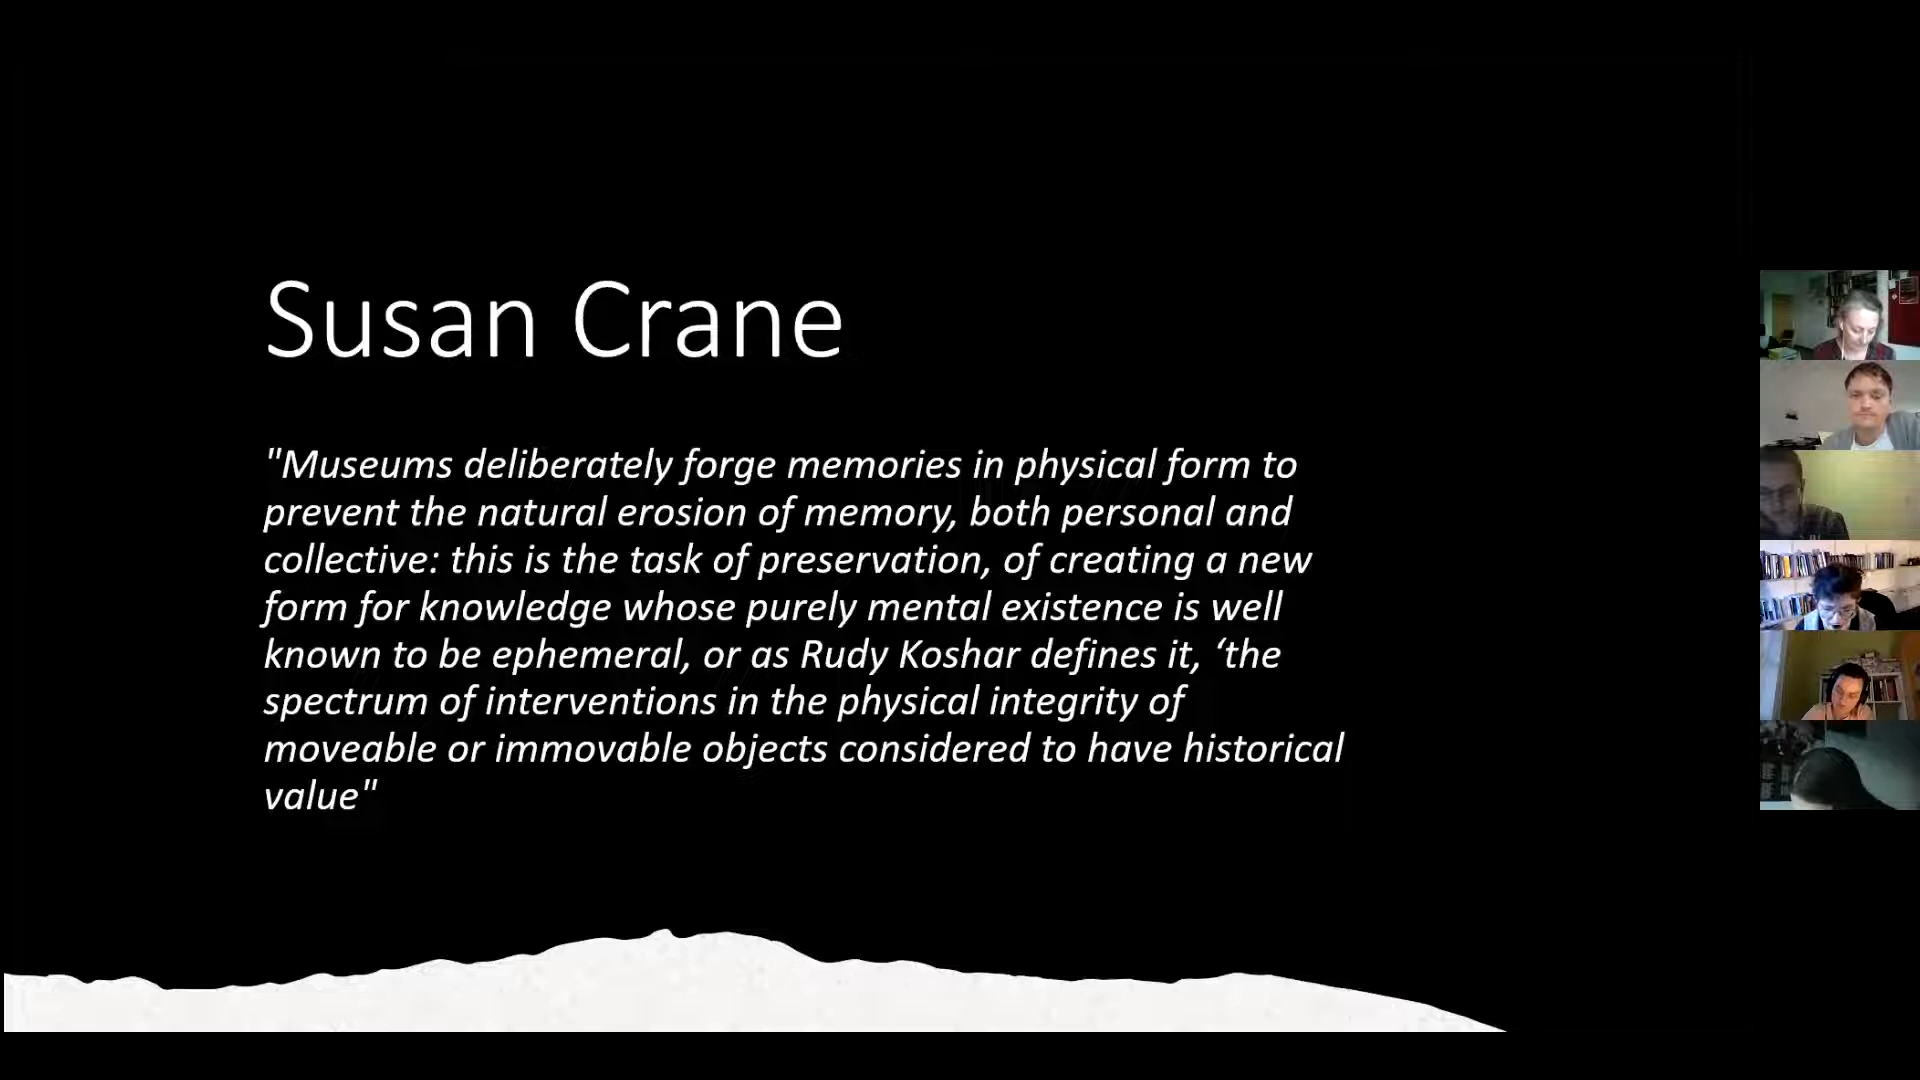 Susan Crane
"Museums deliberately forge memories in physical form to
prevent the natural erosion of memory, both personal and
collective: this is the task of preservation, of creating a new
form for knowledge whose purely mental existence is well
known to be ephemeral, or as Rudy Koshar defines it, ‘the
spectrum of interventions in the physical integrity of
moveable or immovable objects considered to have historical
value"